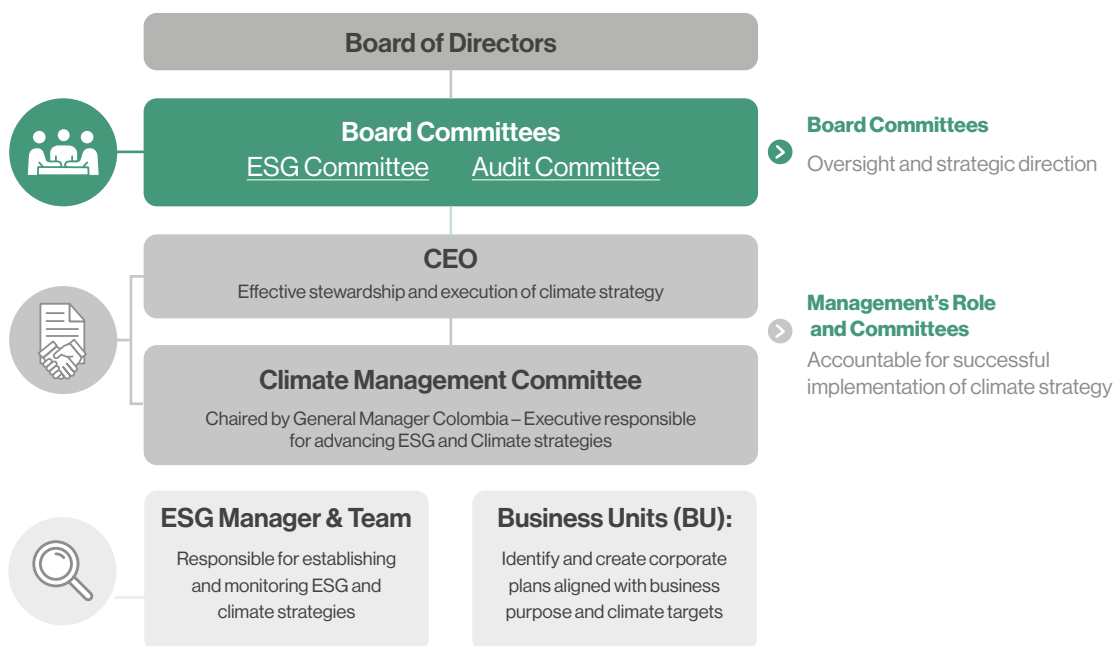 Board of Directors
Board Committees
ESG Committee Audit Committee
Board Committees
Oversight and strategic direction
CEO
Effective stewardship and execution of climate strategy
Management's Role
and Committees
Accountable for successful
implementation of climate strategy
Climate Management Committee
Chaired by General Manager Colombia – Executive responsible
for advancing ESG and Climate strategies
ESG Manager & Team
Responsible for establishing
and monitoring ESG and
climate strategies
Business Units (BU):
Identify and create corporate
plans aligned with business
purpose and climate targets